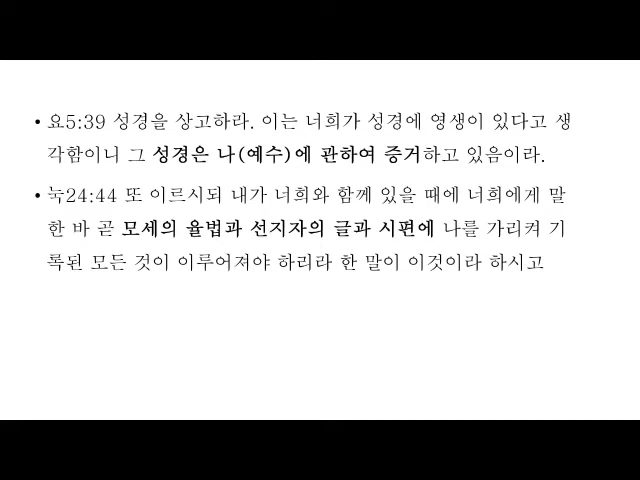 • 요5:39 성경을 상고하라. 이는 너희가 성경에 영생이 있다고 생
각함이니 그 성경은 나(예수)에 관하여 증거하고 있음이라.
• 눅24:44 또 이르시되 내가 너희와 함께 있을 때에 너희에게 말
한 바 곧 모세의 율법과 선지자의 글과 시편에 나를 가리켜 기
록된 모든 것이 이루어져야 하리라 한 말이 이것이라 하시고